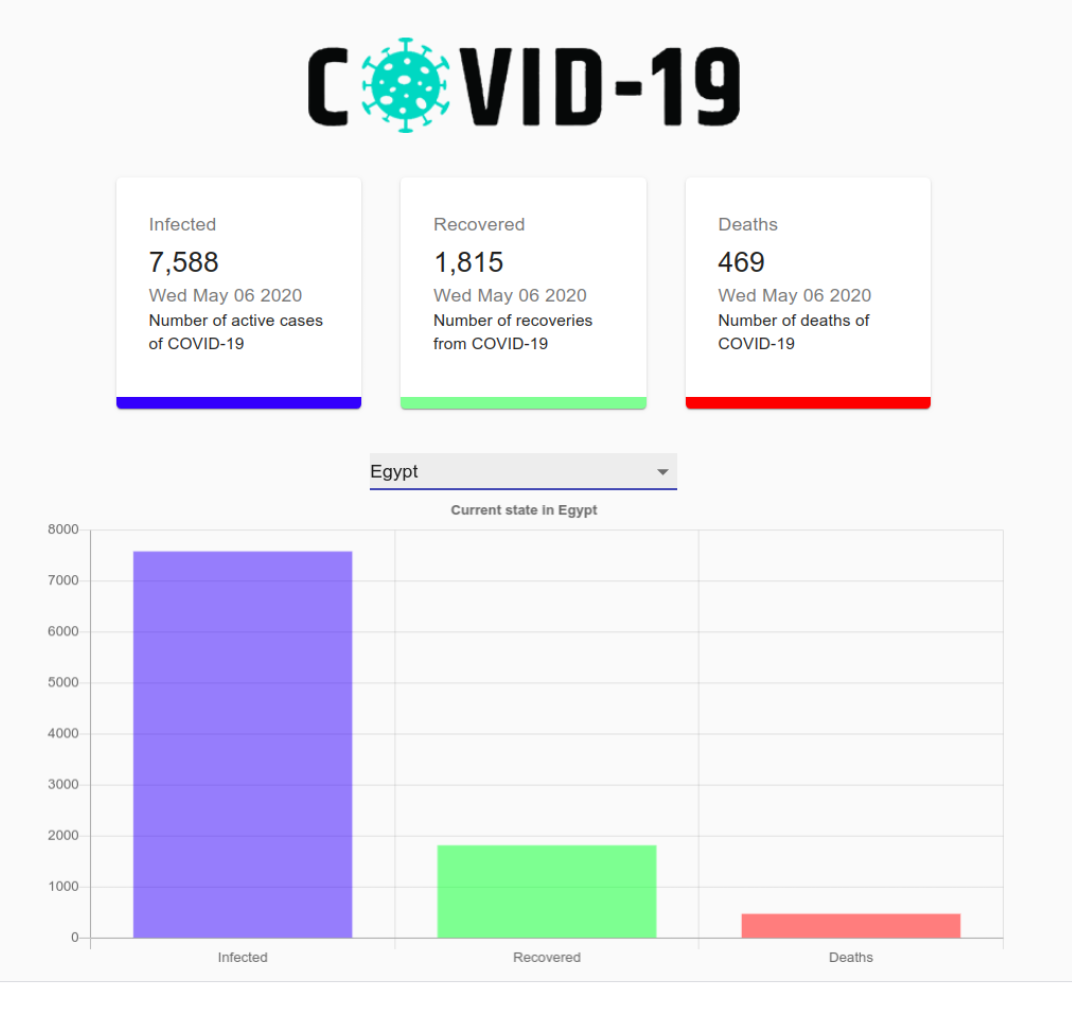 COVID-19
Infected
7,588
Wed May 06 2020
Number of active cases
of COVID-19
Recovered
1,815
Wed May 06 2020
Number of recoveries
from COVID-19
Deaths
469
Wed May 06 2020
Number of deaths of
COVID-19
Egypt
Current state in Egypt
8000
7000
6000
5000
4000
3000
2000
1000
0
Infected
Recovered
Deaths